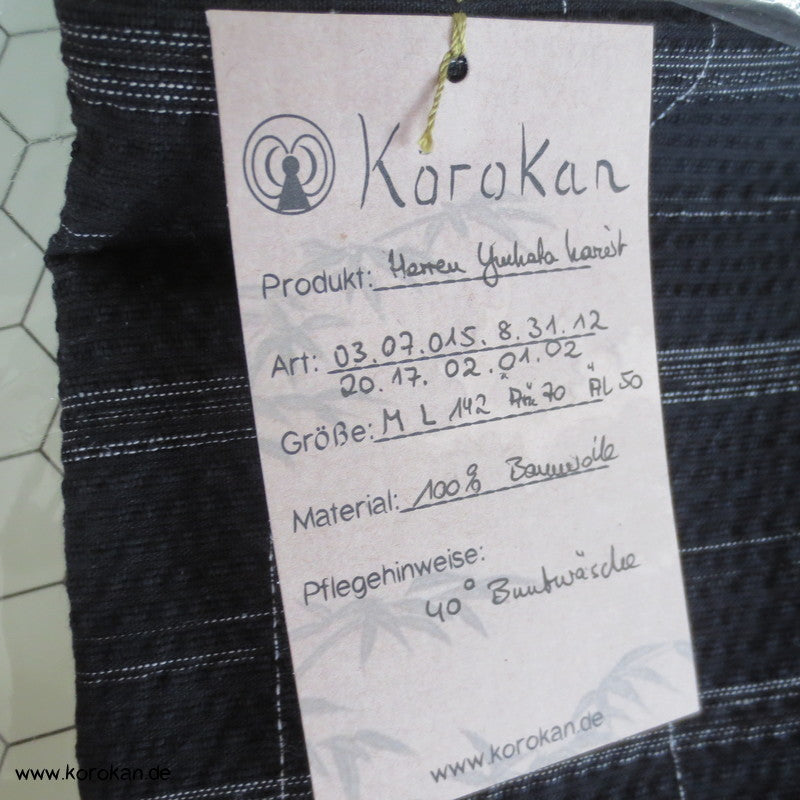 Korokan
Produkt: Herren Yukata kariert
Art: 03.07.015.8.31.12
20.17.02.01.02
Größe: M L 142 70 ÄL 50
Material: 100% Baumwolle
Pflegehinweise:
40° Buntwäsche
www.korokan.de
www.korokan.de